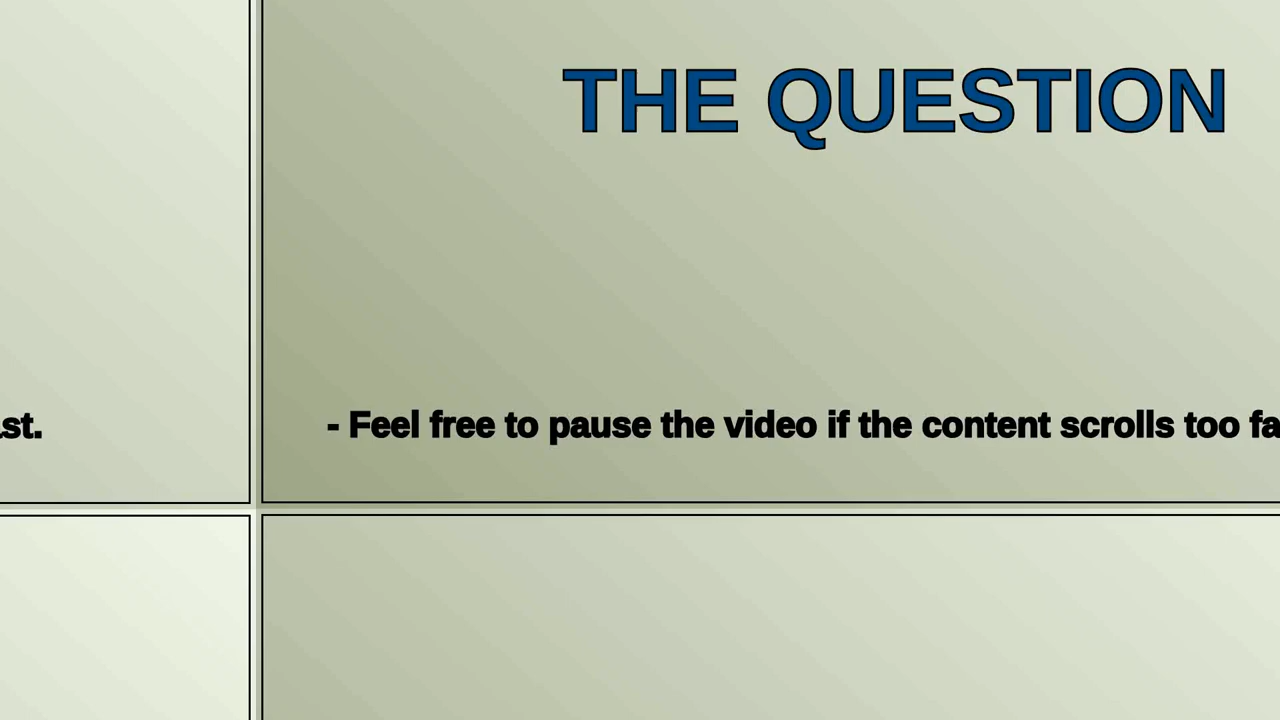 THE QUESTION
st.
- Feel free to pause the video if the content scrolls too fa